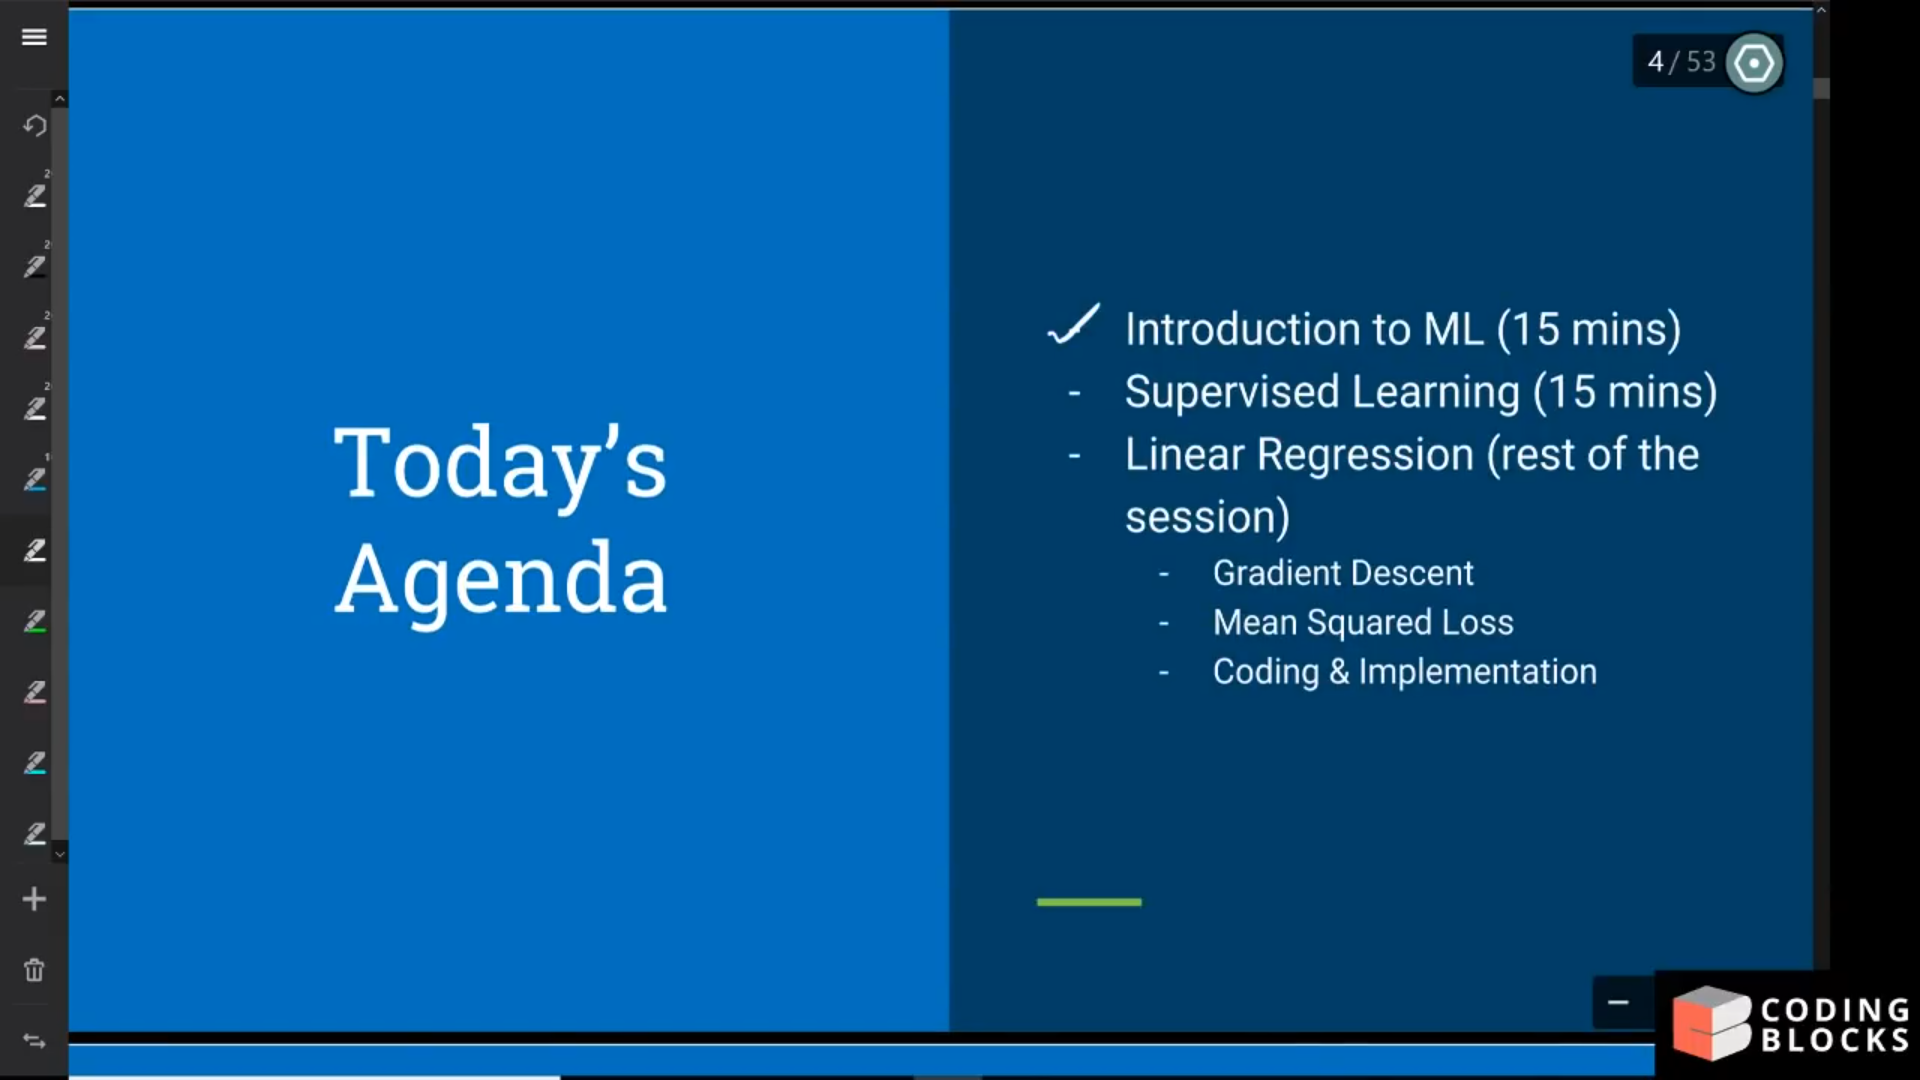 4 / 53
Today’s
Agenda
Introduction to ML (15 mins)
- Supervised Learning (15 mins)
- Linear Regression (rest of the
session)
- Gradient Descent
- Mean Squared Loss
- Coding & Implementation
CODING
BLOCKS